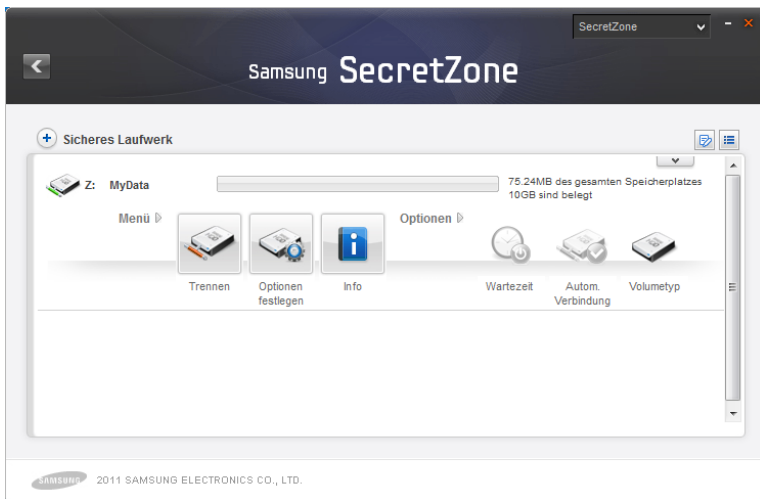 SecretZone
Samsung SecretZone
Sicheres Laufwerk
Z: MyData
75.24MB des gesamten Speicherplatzes
10GB sind belegt
Menü
Optionen
Trennen
Optionen
festlegen
Info
Wartezeit
Autom.
Verbindung
Volumetyp
SAMSUNG 2011 SAMSUNG ELECTRONICS CO., LTD.